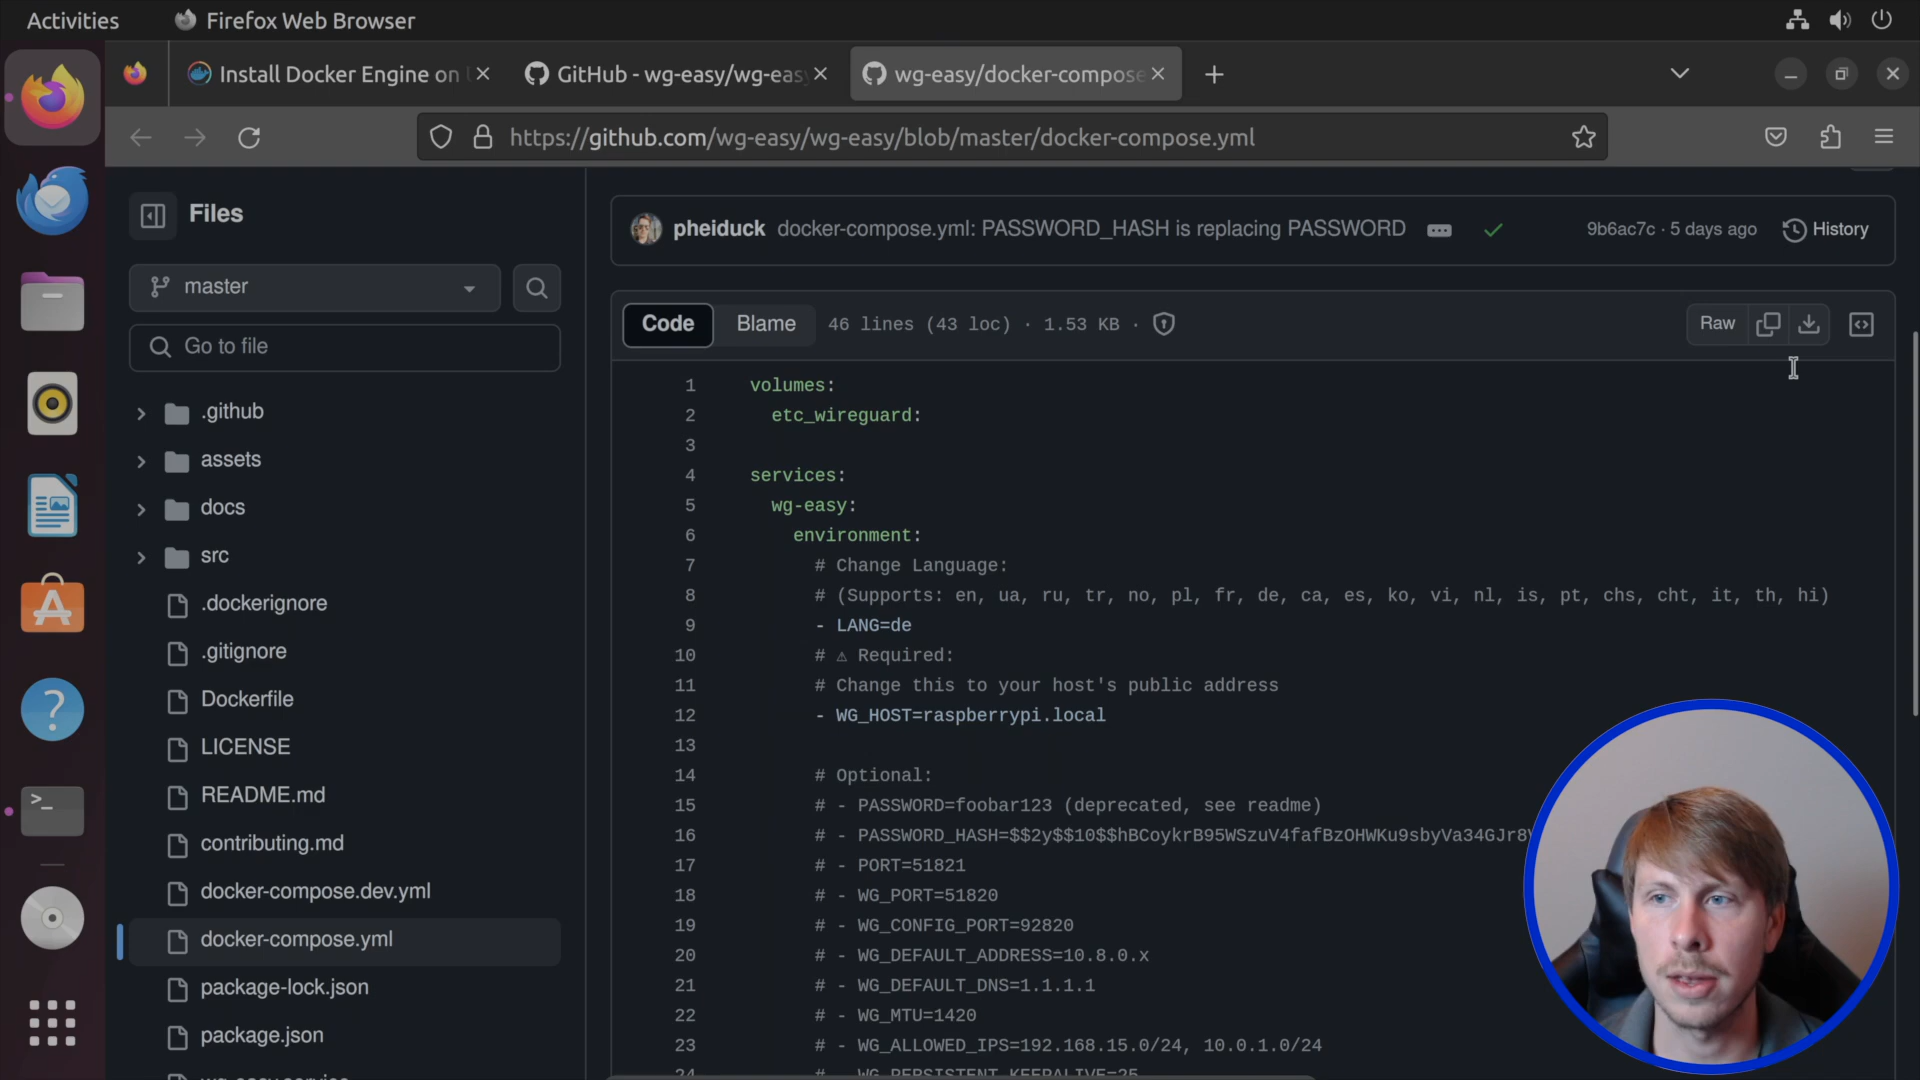 Activities
Firefox Web Browser
Install Docker Engine on
GitHub - wg-easy/wg-eas
wg-easy/docker-compose
https://github.com/wg-easy/wg-easy/blob/master/docker-compose.yml
Files
master
Go to file
.github
assets
docs
src
.dockerignore
.gitignore
Dockerfile
LICENSE
README.md
contributing.md
docker-compose.dev.yml
docker-compose.yml
package-lock.json
package.json
wg-easy.service
pheiduck docker-compose.yml: PASSWORD_HASH is replacing PASSWORD
9b6ac7c · 5 days ago
History
Code
Blame
46 lines (43 loc) · 1.53 KB ·
Raw
1 volumes:
2 etc_wireguard:
3
4 services:
5 wg-easy:
6 environment:
7 # Change Language:
8 # (Supports: en, ua, ru, tr, no, pl, fr, de, ca, es, ko, vi, nl, is, pt, chs, cht, it, th, hi)
9 - LANG=de
10 # ⚠ Required:
11 # Change this to your host's public address
12 - WG_HOST=raspberrypi.local
13
14 # Optional:
15 # - PASSWORD=foobar123 (deprecated, see readme)
16 # - PASSWORD_HASH=$$2y$$10$$hBCoykrB95WSzuV4fafBzOHWKu9sbyVa34GJr8V
17 # - PORT=51821
18 # - WG_PORT=51820
19 # - WG_CONFIG_PORT=92820
20 # - WG_DEFAULT_ADDRESS=10.8.0.x
21 # - WG_DEFAULT_DNS=1.1.1.1
22 # - WG_MTU=1420
23 # - WG_ALLOWED_IPS=192.168.15.0/24, 10.0.1.0/24
24 # - WG_PERSISTENT_KEEPALIVE=25